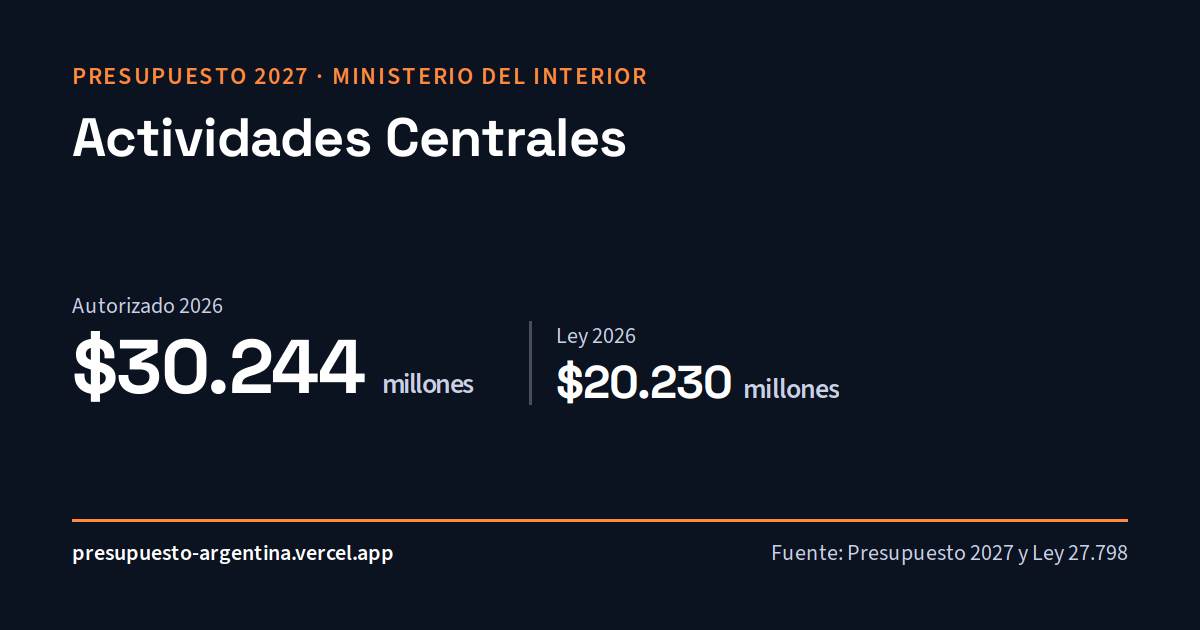 PRESUPUESTO 2027 · MINISTERIO DEL INTERIOR
Actividades Centrales
Autorizado 2026
$30.244 millones
Ley 2026
$20.230 millones
presupuesto-argentina.vercel.app
Fuente: Presupuesto 2027 y Ley 27.798